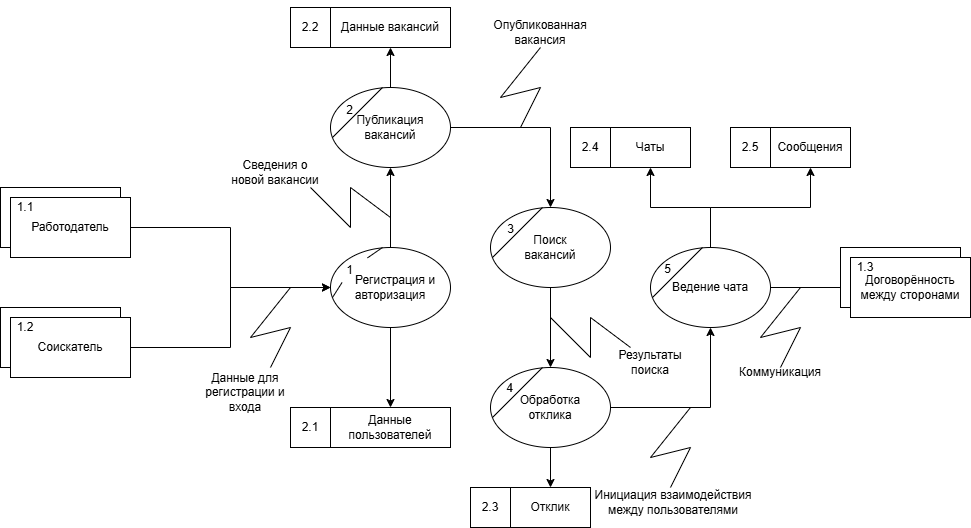 2.2
Данные вакансий
Опубликованная
вакансия
2
Публикация
вакансий
2.4
Чаты
2.5
Сообщения
Сведения о
новой вакансии
1.1
Работодатель
3
Поиск
вакансий
1
Регистрация и
авторизация
5
Ведение чата
1.3
Договорённость
между сторонами
1.2
Соискатель
Результаты
поиска
Коммуникация
Данные для
регистрации и
входа
4
Обработка
отклика
2.1
Данные
пользователей
2.3
Отклик
Инициация взаимодействия
между пользователями